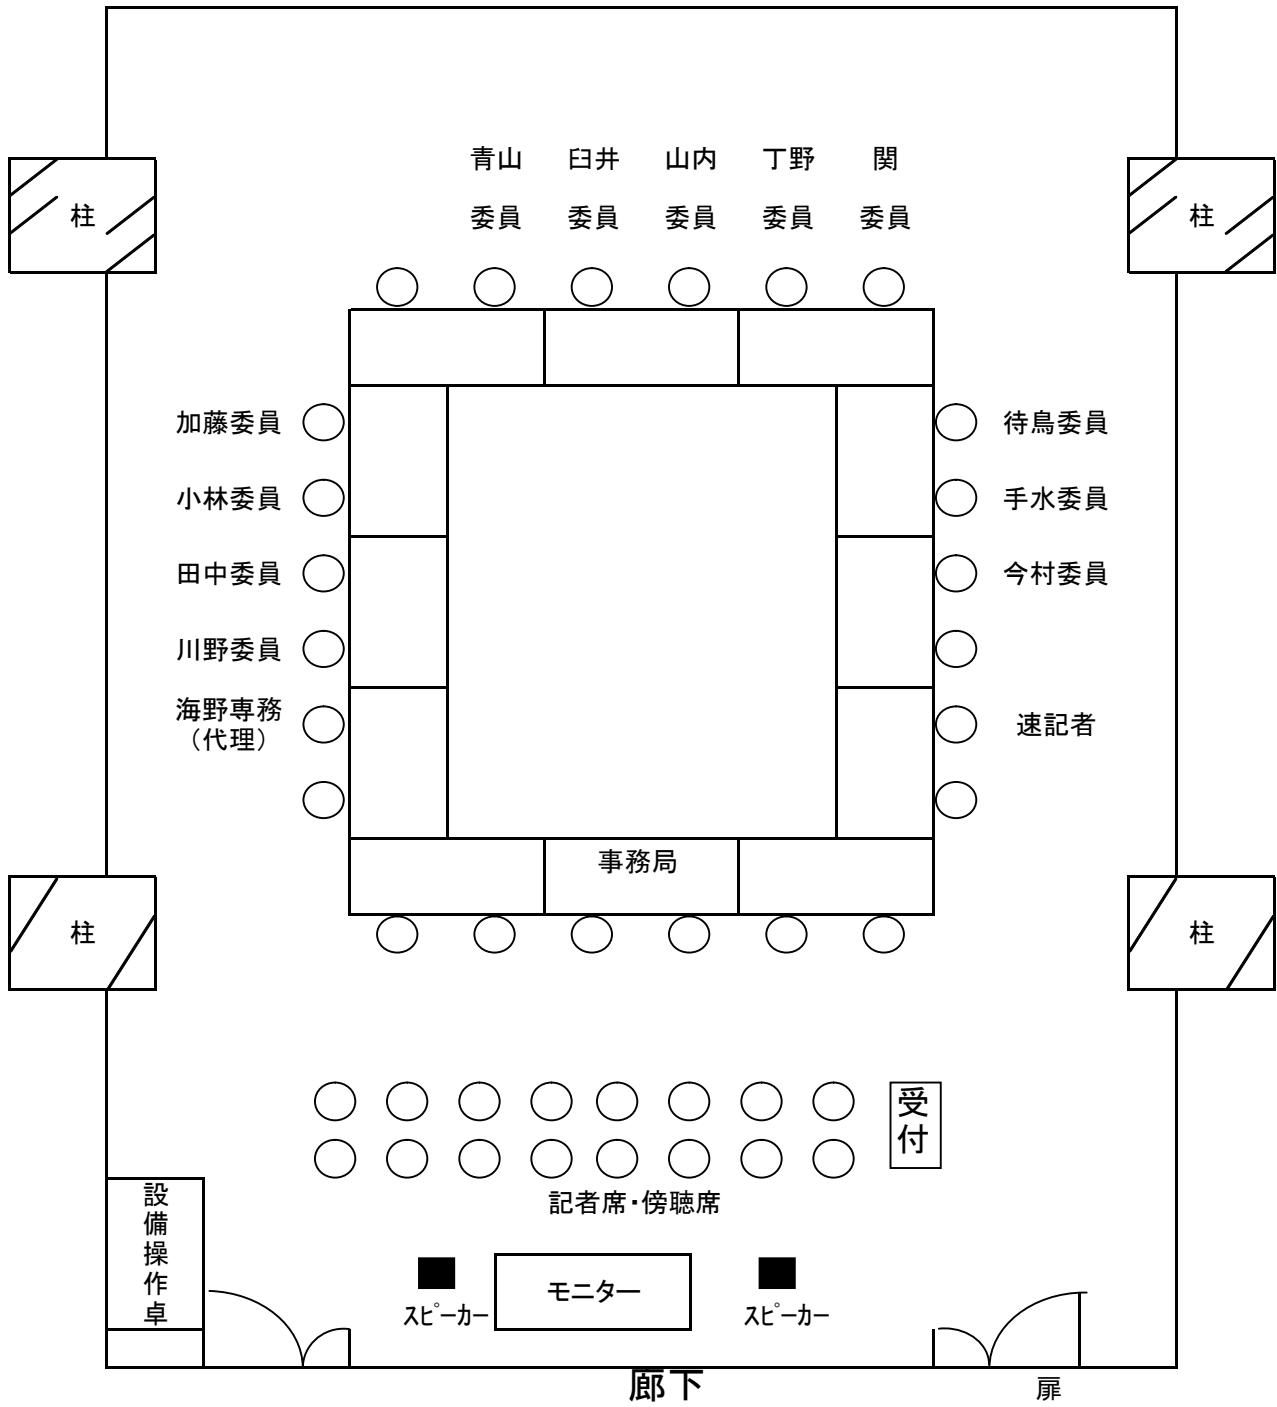 青山 臼井 山内 丁野 関
委員 委員 委員 委員 委員
柱 柱
加藤委員 待鳥委員
小林委員 手水委員
田中委員 今村委員
川野委員
海野専務
（代理） 速記者
事務局
柱 柱
受付
記者席・傍聴席
設備操作卓
モニター
スピーカー スピーカー
廊下
扉